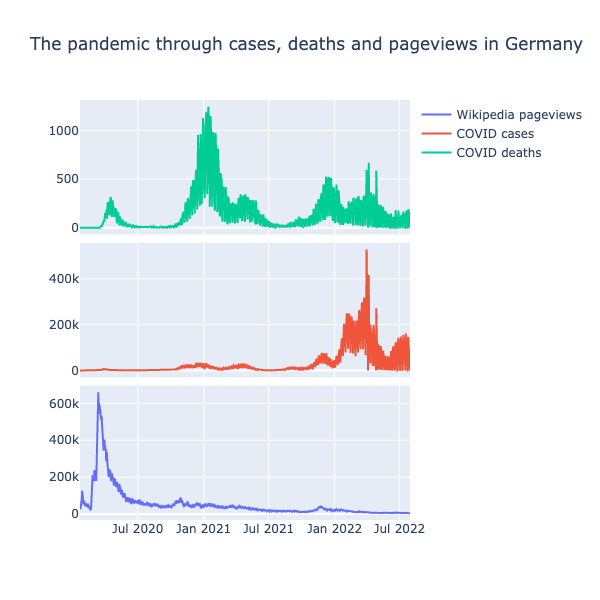 The pandemic through cases, deaths and pageviews in Germany
Wikipedia pageviews
COVID cases
COVID deaths
1000
500
0
400k
200k
0
600k
400k
200k
0
Jul 2020 Jan 2021 Jul 2021 Jan 2022 Jul 2022